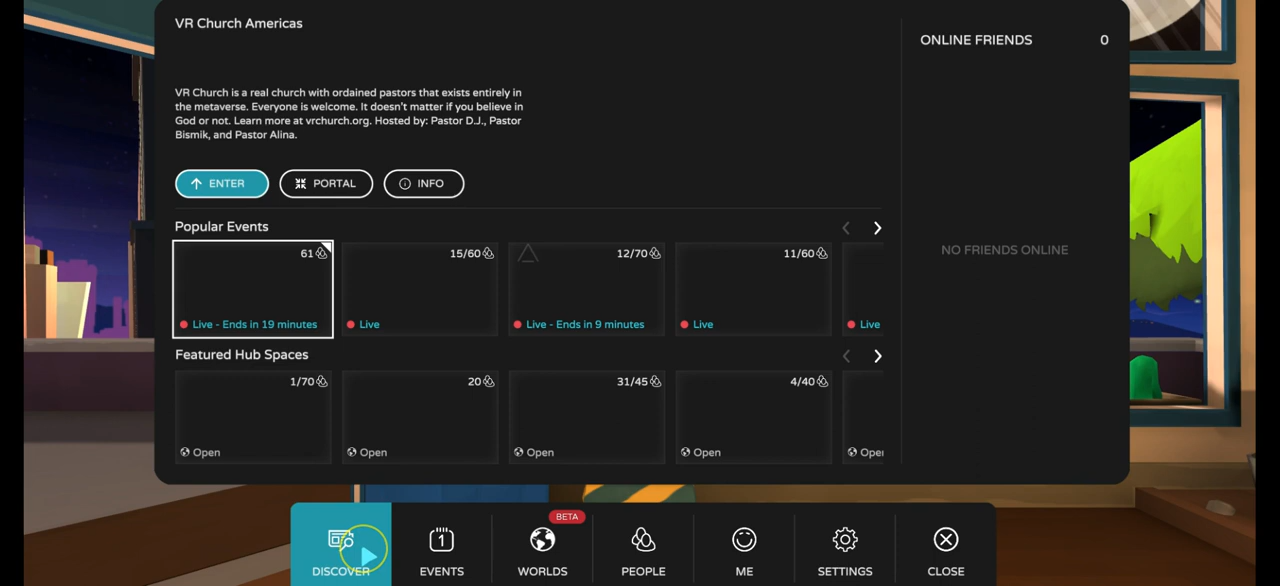 VR Church Americas
ONLINE FRIENDS 0
VR Church is a real church with ordained pastors that exists entirely in
the metaverse. Everyone is welcome. It doesn't matter if you believe in
God or not. Learn more at vrchurch.org. Hosted by: Pastor D.J., Pastor
Bismik, and Pastor Alina.
ENTER PORTAL INFO
Popular Events
61 15/60 12/70 11/60
Live - Ends in 19 minutes Live Live - Ends in 9 minutes Live Live
NO FRIENDS ONLINE
Featured Hub Spaces
1/70 20 31/45 4/40
Open Open Open Open Open
BETA
1
DISCOVER EVENTS WORLDS PEOPLE ME SETTINGS CLOSE